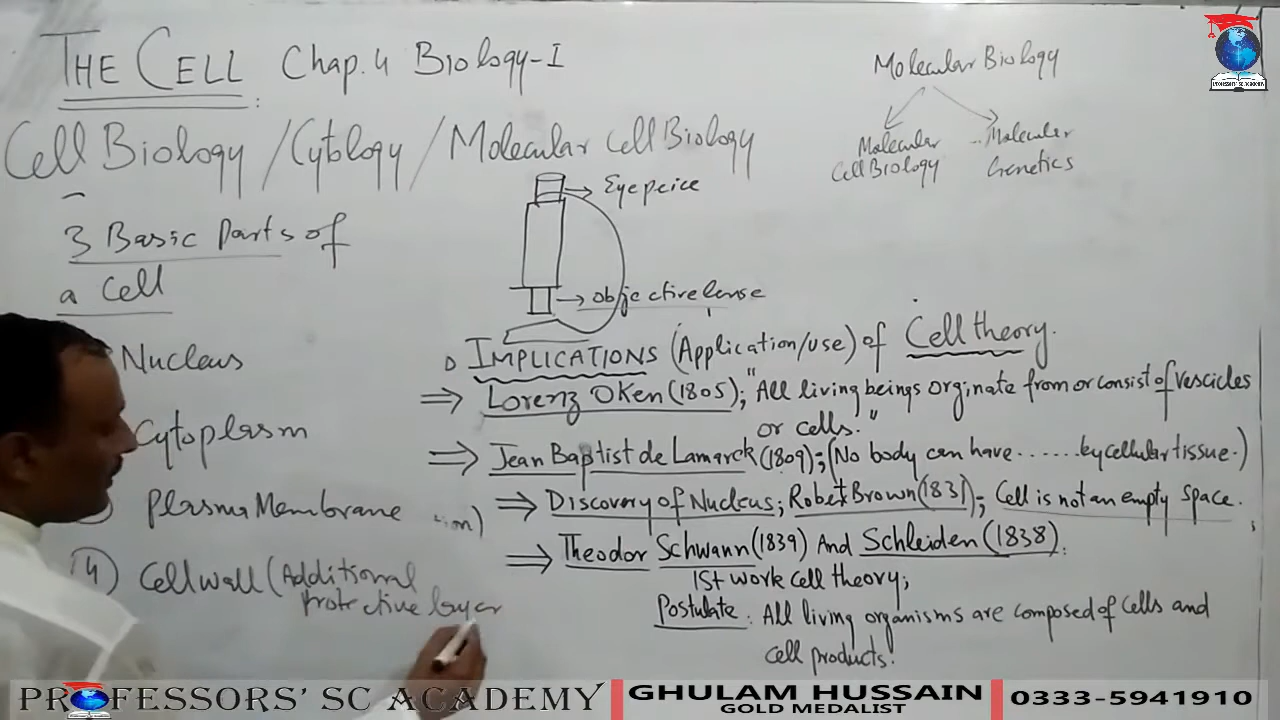 THE CELL Chap. 4 Biology-I
Cell Biology / Cytology / Molecular Cell Biology
Molecular Biology
Molecular Cell Biology
Molecular Genetics
3 Basic Parts of
a Cell
Nucleus
Cytoplasm
Plasma Membrane
4) Cell wall (Additional
Protective layer
Eyepeice
objective lense
IMPLICATIONS (Application/use) of Cell theory.
⇒ Lorenz OKen (1805); "All living beings orginate from or consist of vescicles
or cells."
⇒ Jean Baptist de Lamarck (1809); (No body can have ....... by cellular tissue.)
⇒ Discovery of Nucleus; Robert Brown (1831); Cell is not an empty space.
ion)
⇒ Theodor Schwann (1839) And Schleiden (1838).
1st work cell theory;
Postulate: All living organisms are composed of cells and
cell products.
PROFESSORS' SC ACADEMY
GHULAM HUSSAIN
GOLD MEDALIST
0333-5941910
PROFESSORS' SC ACADEMY